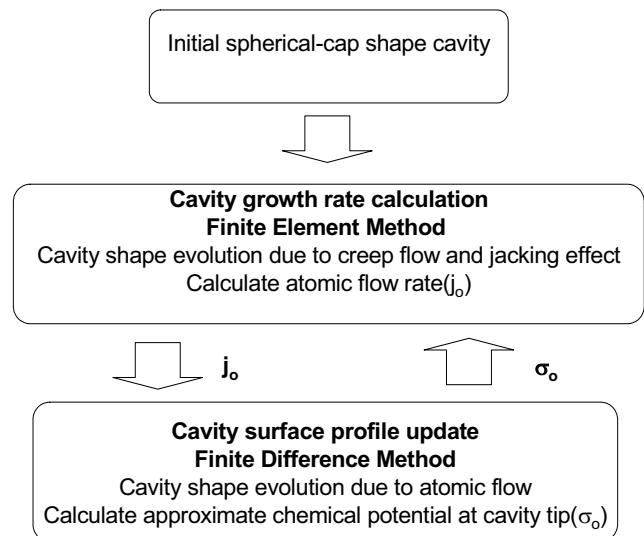 Initial spherical-cap shape cavity
Cavity growth rate calculation
Finite Element Method
Cavity shape evolution due to creep flow and jacking effect
Calculate atomic flow rate(jₒ)
jₒ
σₒ
Cavity surface profile update
Finite Difference Method
Cavity shape evolution due to atomic flow
Calculate approximate chemical potential at cavity tip(σₒ)